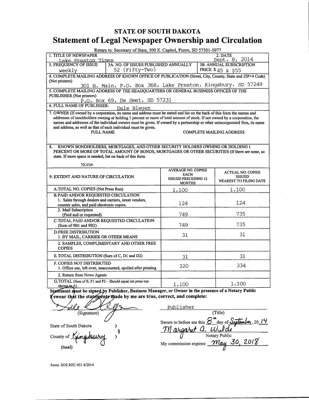 STATE OF SOUTH DAKOTA
Statement of Legal Newspaper Ownership and Circulation
Return to: Secretary of State, 500 E. Capitol, Pierre, SD 57501-5077
1. TITLE OF NEWSPAPER
2. DATE
Lake Preston Times
Sept. 8, 2014
3. FREQUENCY OF ISSUE
3A. NO. OF ISSUES PUBLISHED ANNUALLY
3B. ANNUAL SUBSCRIPTION
weekly
52 (Fifty-Two)
PRICE $ 45 & $55
4. COMPLETE MAILING ADDRESS OF KNOWN OFFICE OF PUBLICATION (Street, City, County, State and ZIP+4 Code)
(Not printers)
Main, P.O. Box 368, Lake Preston, Kingsbury, SD 57249
5. COMPLETE MAILING ADDRESS OF THE HEADQUARTERS OR GENERAL BUSINESS OFFICES OF THE
PUBLISHER (Not printer)
P.O. Box 69, De Smet, SD 57231
6. FULL NAME OF PUBLISHER:
Dale Blegen
7. OWNER (If owned by a corporation, its name and address must be stated and list on the back of this form the names and
addresses of stockholders owning or holding 1 percent or more of total amount of stock. If not owned by a corporation, the
names and addresses of the individual owners must be given. If owned by a partnership or other unincorporated firm, its name
and address, as well as that of each individual must be given.
FULL NAME
COMPLETE MAILING ADDRESS
8. KNOWN BONDHOLDERS, MORTGAGEES, AND OTHER SECURITY HOLDERS OWNING OR HOLDING 1
PERCENT OR MORE OF TOTAL AMOUNT OF BONDS, MORTGAGES OR OTHER SECURITIES (If there are none, so
state. If more space is needed, list on back of this form.
None
9. EXTENT AND NATURE OF CIRCULATION
AVERAGE NO. COPIES
EACH
ISSUES PRECEDING 12
MONTHS
ACTUAL NO. COPIES
ISSUED
NEAREST TO FILING DATE
A. TOTAL NO. COPIES (Net Press Run)
1,100
1,100
B. PAID AND/OR REQUESTED CIRCULATION
1. Sales through dealers and carriers, street vendors,
counter sales, and paid electronic copies.
124
124
2. Mail Subscription
(Paid and or requested)
749
735
C. TOTAL PAID AND/OR REQUESTED CIRCULATION
(Sum of 9B1 and 9B2)
749
735
D. FREE DISTRIBUTION
1. BY MAIL, CARRIER OR OTHER MEANS
31
31
2. SAMPLES, COMPLIMENTARY AND OTHER FREE
COPIES
E. TOTAL DISTRIBUTION (Sum of C, D1 and D2)
31
31
F. COPIES NOT DISTRIBUTED
1. Office use, left over, unaccounted, spoiled after printing
320
334
2. Return from News Agents
G. TOTAL (Sum of E, F1 and F2 - Should equal net press run
1,100
1,100
Statement must be signed by Publisher, Business Manager, or Owner in the presence of a Notary Public
I swear that the statements made by me are true, correct, and complete:
Publisher
(Signature)
(Title)
State of South Dakota )
Sworn to before me this 8th day of September, 20 14
County of Kingsbury )
Margaret A. Wilde
Notary Public
(Seal)
My commission expires: May 30, 2018